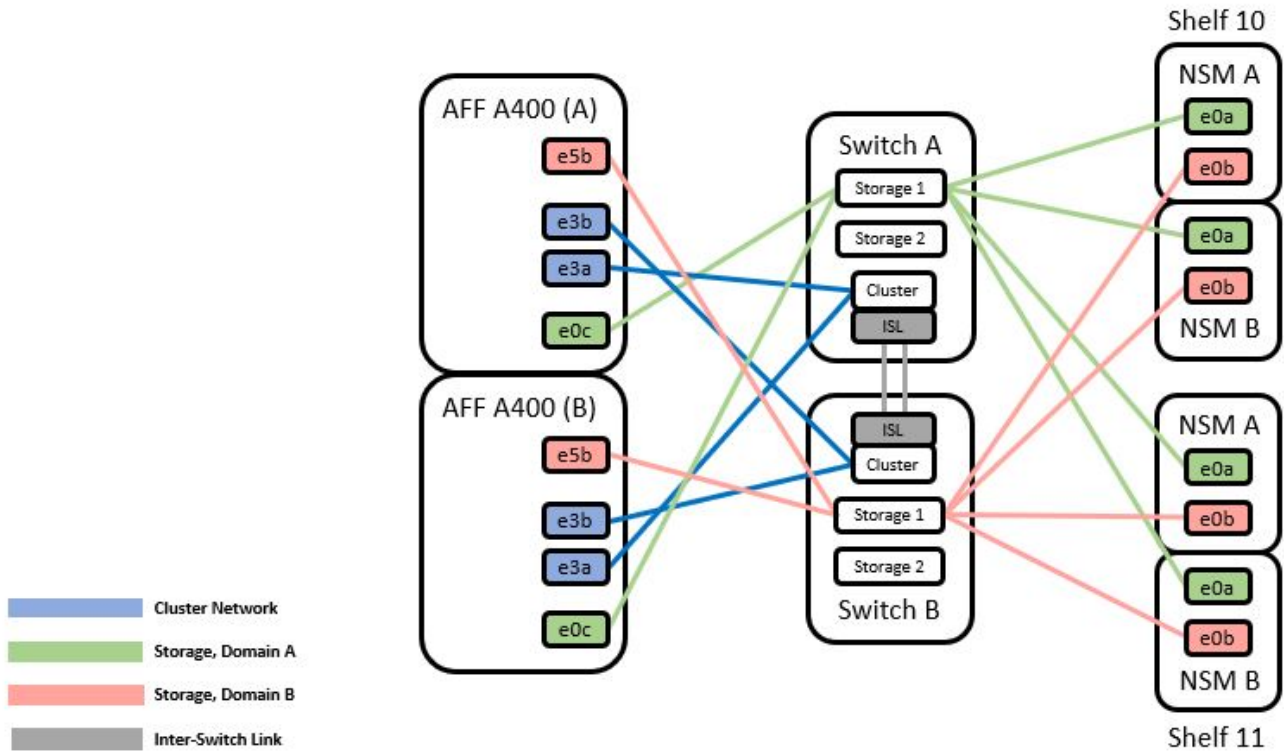 Shelf 10
AFF A400 (A)
e5b
e3b
e3a
e0c
AFF A400 (B)
e5b
e3b
e3a
e0c
Switch A
Storage 1
Storage 2
Cluster
ISL
ISL
Cluster
Storage 1
Storage 2
Switch B
NSM A
e0a
e0b
e0a
e0b
NSM B
NSM A
e0a
e0b
e0a
e0b
NSM B
Shelf 11
Cluster Network
Storage, Domain A
Storage, Domain B
Inter-Switch Link